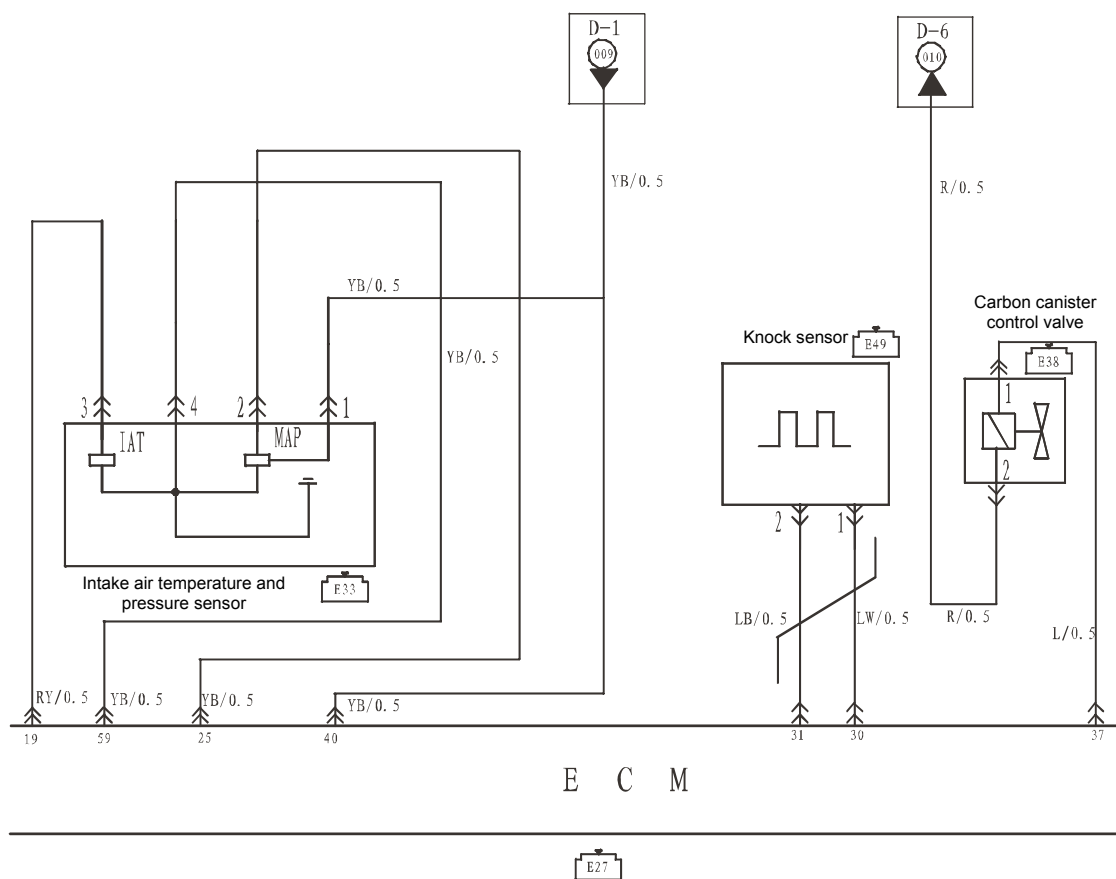 D-1
009
D-6
010
YB/0.5
R/0.5
YB/0.5
YB/0.5
Knock sensor
E49
Carbon canister
control valve
E38
3
4
2
1
IAT
MAP
1
2
2
1
Intake air temperature and
pressure sensor
E33
LB/0.5
LW/0.5
R/0.5
L/0.5
RY/0.5
YB/0.5
YB/0.5
YB/0.5
19
59
25
40
31
30
37
E C M
E27